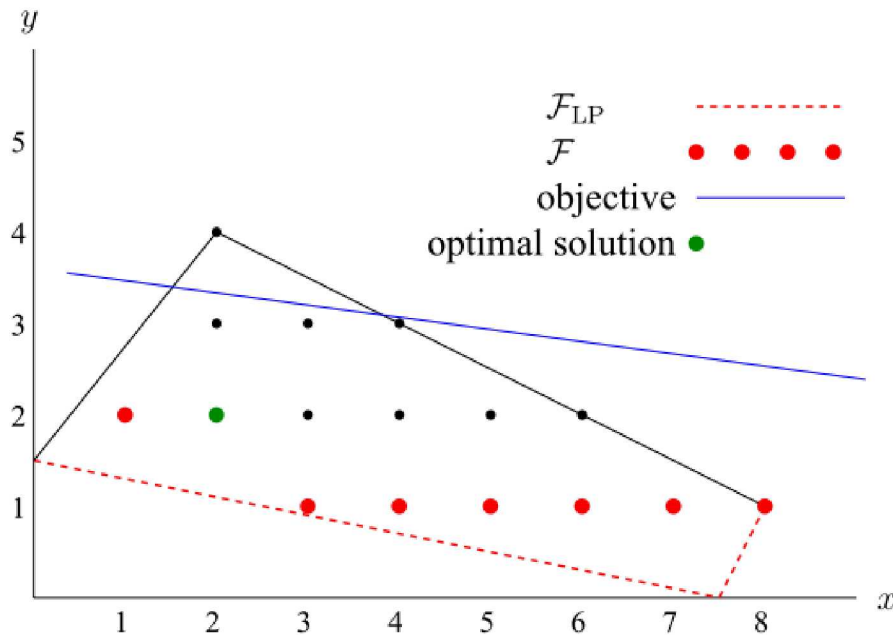 y
5
4
3
2
1
1 2 3 4 5 6 7 8 x
ℱ_LP
ℱ
objective
optimal solution